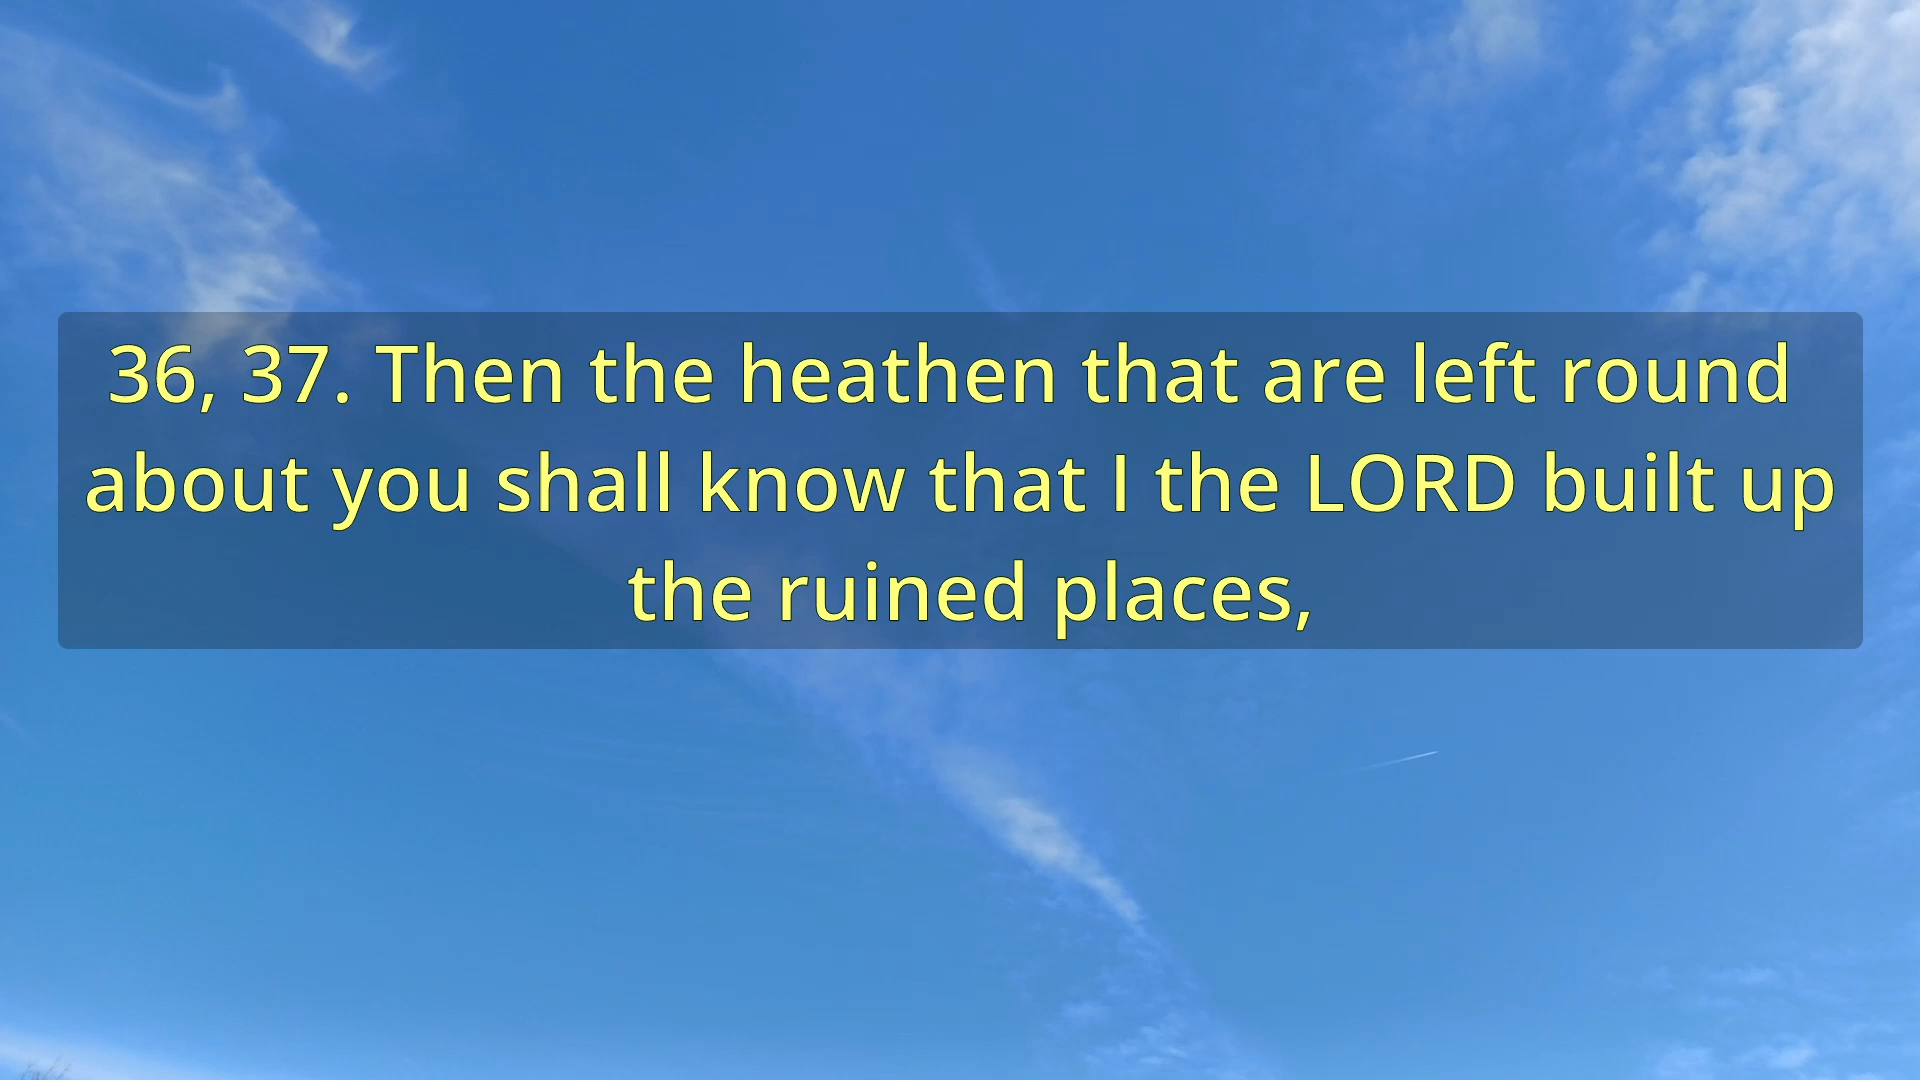 36, 37. Then the heathen that are left round
about you shall know that I the LORD built up
the ruined places,